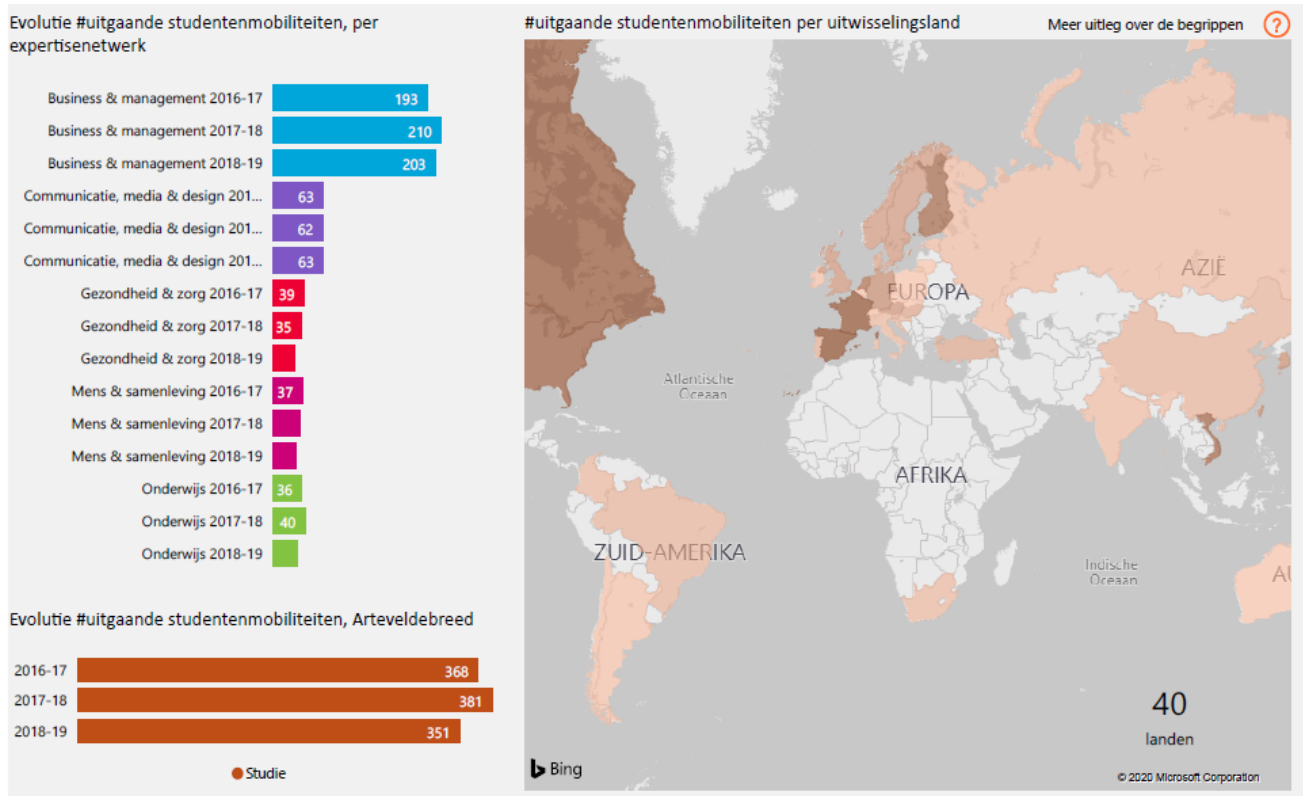 Evolutie #uitgaande studentenmobiliteiten, per
expertisenetwerk
Business & management 2016-17 193
Business & management 2017-18 210
Business & management 2018-19 203
Communicatie, media & design 201... 63
Communicatie, media & design 201... 62
Communicatie, media & design 201... 63
Gezondheid & zorg 2016-17 39
Gezondheid & zorg 2017-18 35
Gezondheid & zorg 2018-19
Mens & samenleving 2016-17 37
Mens & samenleving 2017-18
Mens & samenleving 2018-19
Onderwijs 2016-17 36
Onderwijs 2017-18 40
Onderwijs 2018-19
Evolutie #uitgaande studentenmobiliteiten, Arteveldebreed
2016-17 368
2017-18 381
2018-19 351
Studie
#uitgaande studentenmobiliteiten per uitwisselingsland
Meer uitleg over de begrippen ?
AZIË
EUROPA
Atlantische
Oceaan
AFRIKA
ZUID-AMERIKA
Indische
Oceaan
AU
40
landen
Bing
© 2020 Microsoft Corporation